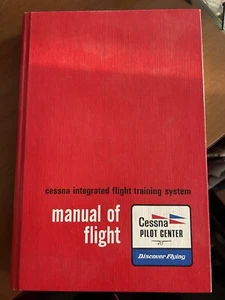 cessna integrated flight training system
manual of
flight
Cessna
PILOT CENTER
Discover Flying